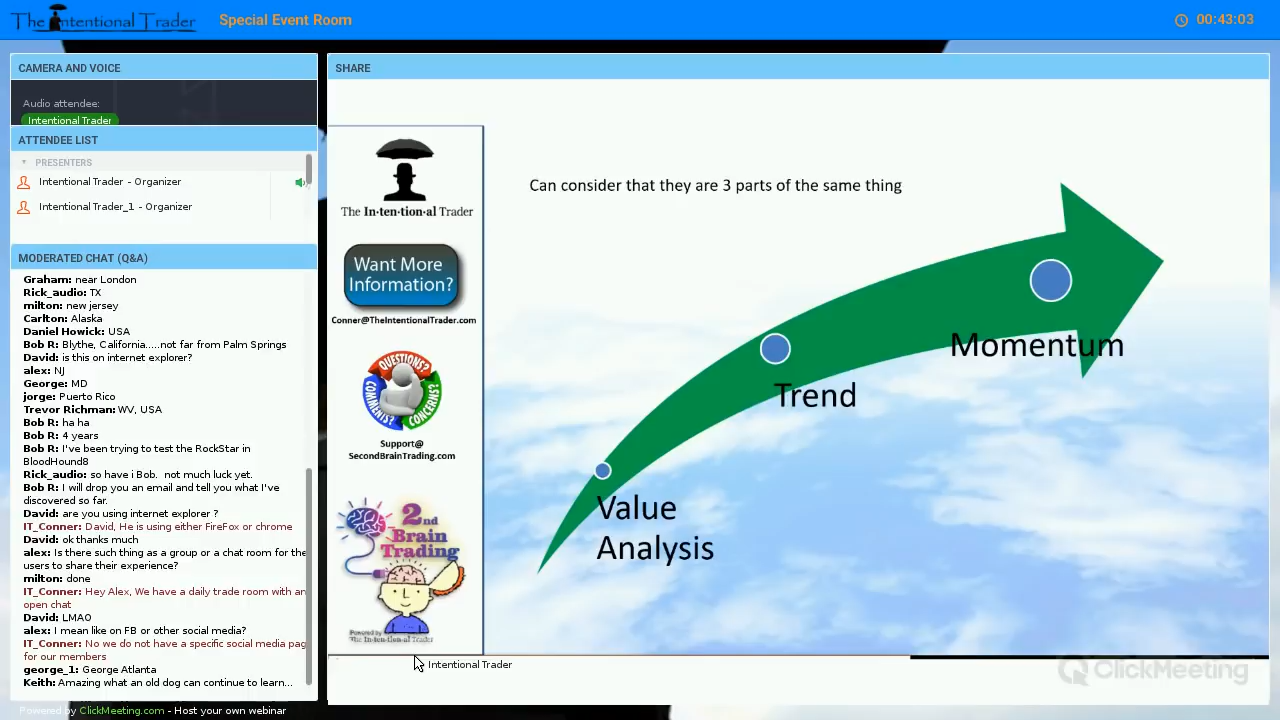 The Intentional Trader
Special Event Room
00:43:03
CAMERA AND VOICE
Audio attendee:
Intentional Trader
ATTENDEE LIST
PRESENTERS
Intentional Trader - Organizer
Intentional Trader_1 - Organizer
MODERATED CHAT (Q&A)
Graham: near London
Rick_audio: TX
milton: new jersey
Carlton: Alaska
Daniel Howick: USA
Bob R: Blythe, California.....not far from Palm Springs
David: is this on internet explorer?
alex: NJ
George: MD
jorge: Puerto Rico
Trevor Richman: WV, USA
Bob R: ha ha
Bob R: 4 years
Bob R: I've been trying to test the RockStar in
BloodHound8
Rick_audio: so have i Bob.  not much luck yet.
Bob R: I will drop you an email and tell you what I've
discovered so far.
David: are you using internet explorer ?
IT_Conner: David, He is using either FireFox or chrome
David: ok thanks much
alex: Is there such thing as a group or a chat room for the
users to share their experience?
milton: done
IT_Conner: Hey Alex, We have a daily trade room with an
open chat
David: LMAO
alex: I mean like on FB or other social media?
IT_Conner: No we do not have a specific social media pag
for our members
george_1: George Atlanta
Keith: Amazing what an old dog can continue to learn...
Powered by ClickMeeting.com - Host your own webinar
SHARE
The In·ten·tion·al Trader
Want More
Information?
Conner@TheIntentionalTrader.com
QUESTIONS?
COMMENTS?
CONCERNS?
Support@
SecondBrainTrading.com
2nd
Brain
Trading
Powered by
The In·ten·tion·al Trader
Can consider that they are 3 parts of the same thing
Momentum
Trend
Value
Analysis
Intentional Trader
ClickMeeting